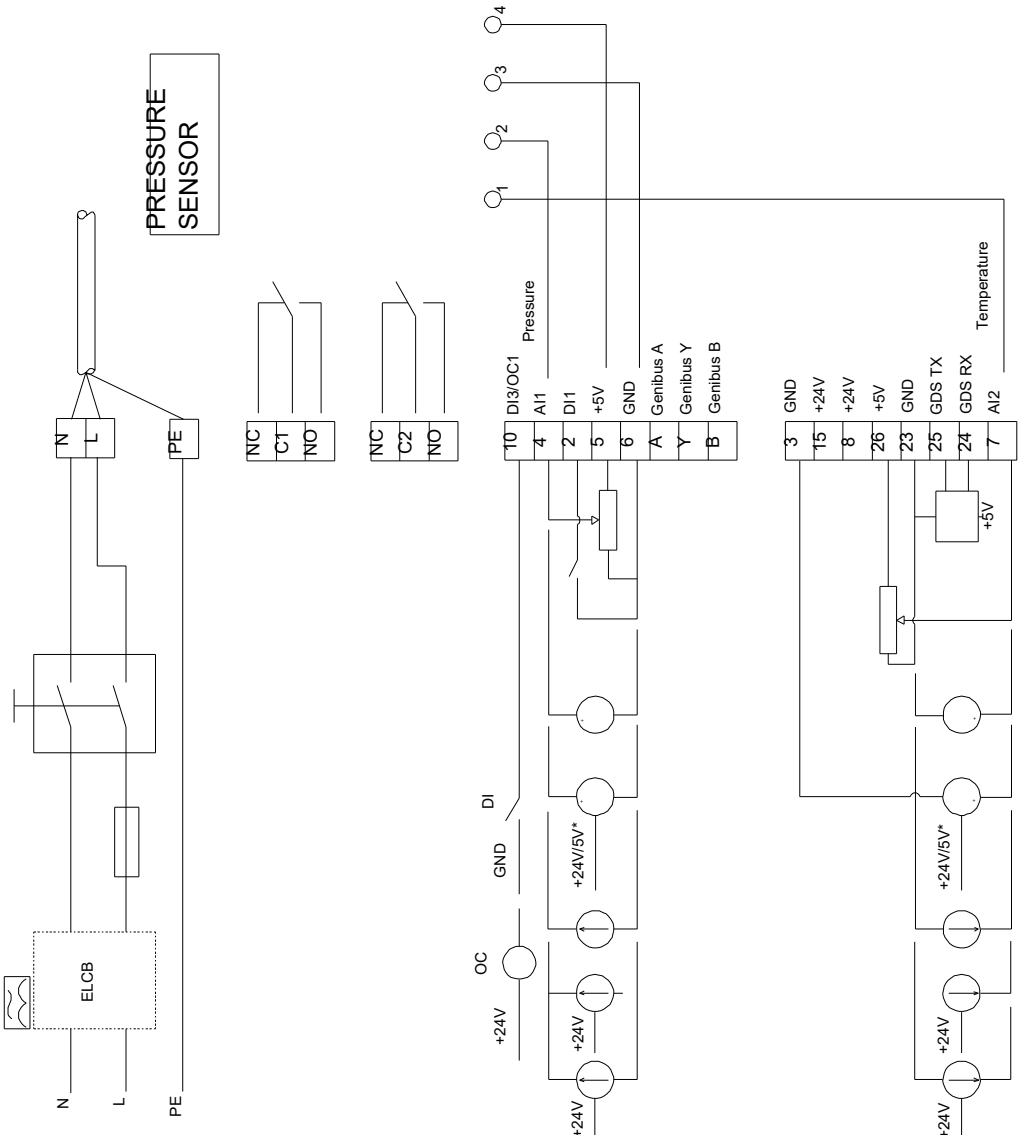 PRESSURE
SENSOR
4
3
2
1
N
L
PE
NC
C1
NO
NC
C2
NO
Pressure
10 DI3/OC1
4 AI1
2 DI1
5 +5V
6 GND
A Genibus A
Y Genibus Y
B Genibus B
Temperature
3 GND
15 +24V
8 +24V
26 +5V
23 GND
25 GDS TX
24 GDS RX
7 AI2
+5V
DI
GND
OC
+24V
+24V/5V*
+24V
+24V
+24V/5V*
+24V
+24V
ELCB
N
L
PE